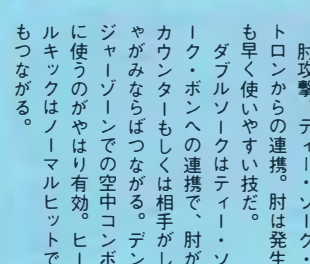 肘攻撃、ティー・ソーク・
トロンからの連携。肘は発生
も早く使いやすい技だ。
ダブルソークはティー・ソ
ーク・ボンへの連携で、肘が
カウンターもしくは相手がし
ゃがみならばつながる。デン
ジャーゾーンでの空中コンボ
に使うのがやはり有効。ヒー
ルキックはノーマルヒットで
もつながる。